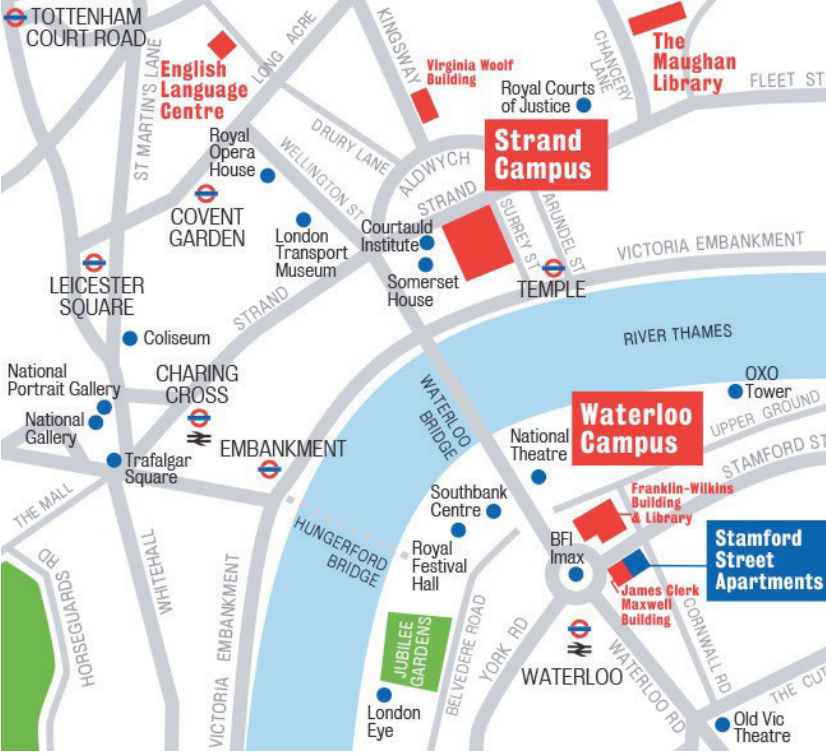 TOTTENHAM
COURT ROAD
ST MARTIN'S LANE
English
Language
Centre
LONG ACRE
KINGSWAY
Virginia Woolf
Building
Royal Courts
of Justice
CHANCERY
LANE
The
Maughan
Library
FLEET ST
Royal
Opera
House
DRURY LANE
WELLINGTON ST
ALDWYCH
STRAND
Strand
Campus
COVENT
GARDEN
London
Transport
Museum
Courtauld
Institute
Somerset
House
SURREY ST
ARUNDEL ST
TEMPLE
VICTORIA EMBANKMENT
LEICESTER
SQUARE
STRAND
Coliseum
RIVER THAMES
National
Portrait Gallery
National
Gallery
CHARING
CROSS
EMBANKMENT
Trafalgar
Square
WATERLOO
BRIDGE
OXO
Tower
Waterloo
Campus
UPPER GROUND
STAMFORD ST
National
Theatre
Southbank
Centre
Franklin-Wilkins
Building
& Library
THE MALL
HUNGERFORD
BRIDGE
Royal
Festival
Hall
BFI
Imax
Stamford
Street
Apartments
James Clerk
Maxwell
Building
HORSEGUARDS RD
WHITEHALL
VICTORIA EMBANKMENT
JUBILEE
GARDENS
BELVEDERE ROAD
YORK RD
WATERLOO
WATERLOO RD
CORNWALL RD
THE CUT
London
Eye
Old Vic
Theatre